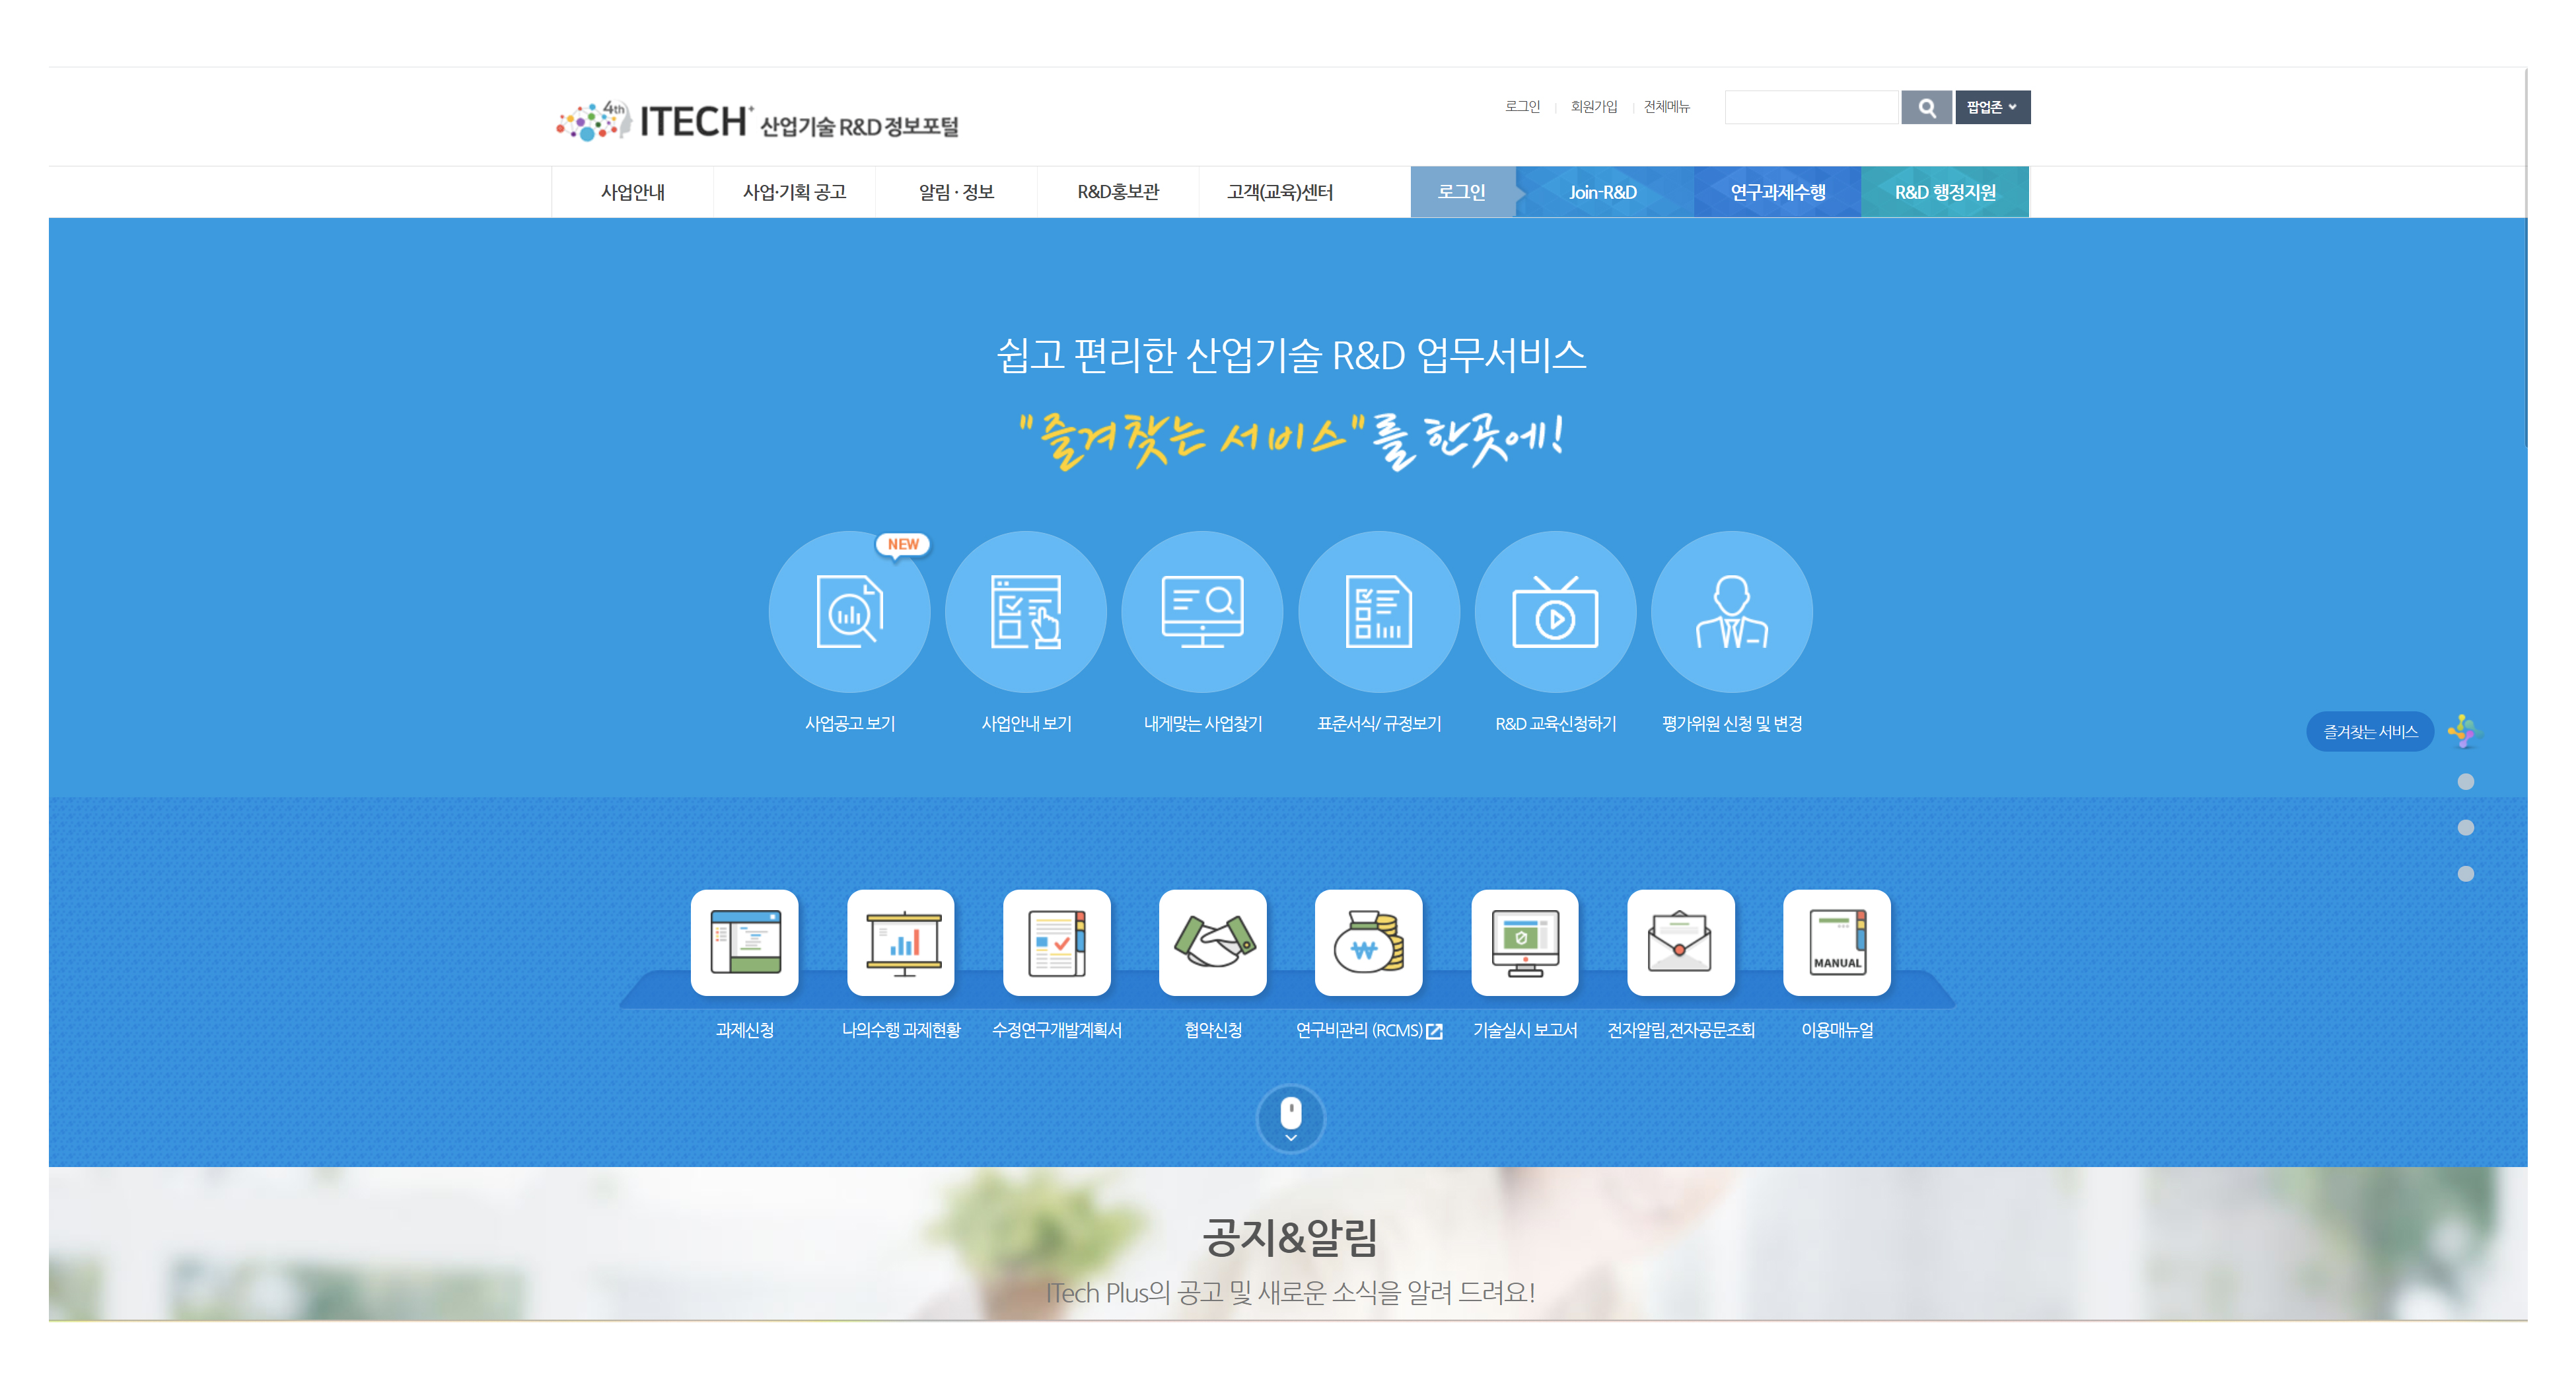 4th ITECH+ 산업기술 R&D 정보포털
로그인 회원가입 전체메뉴 팝업존
사업안내 사업·기획 공고 알림 · 정보 R&D홍보관 고객(교육)센터 로그인 Join-R&D 연구과제수행 R&D 행정지원
쉽고 편리한 산업기술 R&D 업무서비스
"즐겨찾는 서비스"를 한곳에!
NEW
사업공고 보기 사업안내 보기 내게맞는 사업찾기 표준서식/ 규정보기 R&D 교육신청하기 평가위원 신청 및 변경
즐겨찾는 서비스
MANUAL
과제신청 나의수행 과제현황 수정연구개발계획서 협약신청 연구비관리 (RCMS) 기술실시 보고서 전자알림,전자공문조회 이용매뉴얼
공지&알림
ITech Plus의 공고 및 새로운 소식을 알려 드려요!